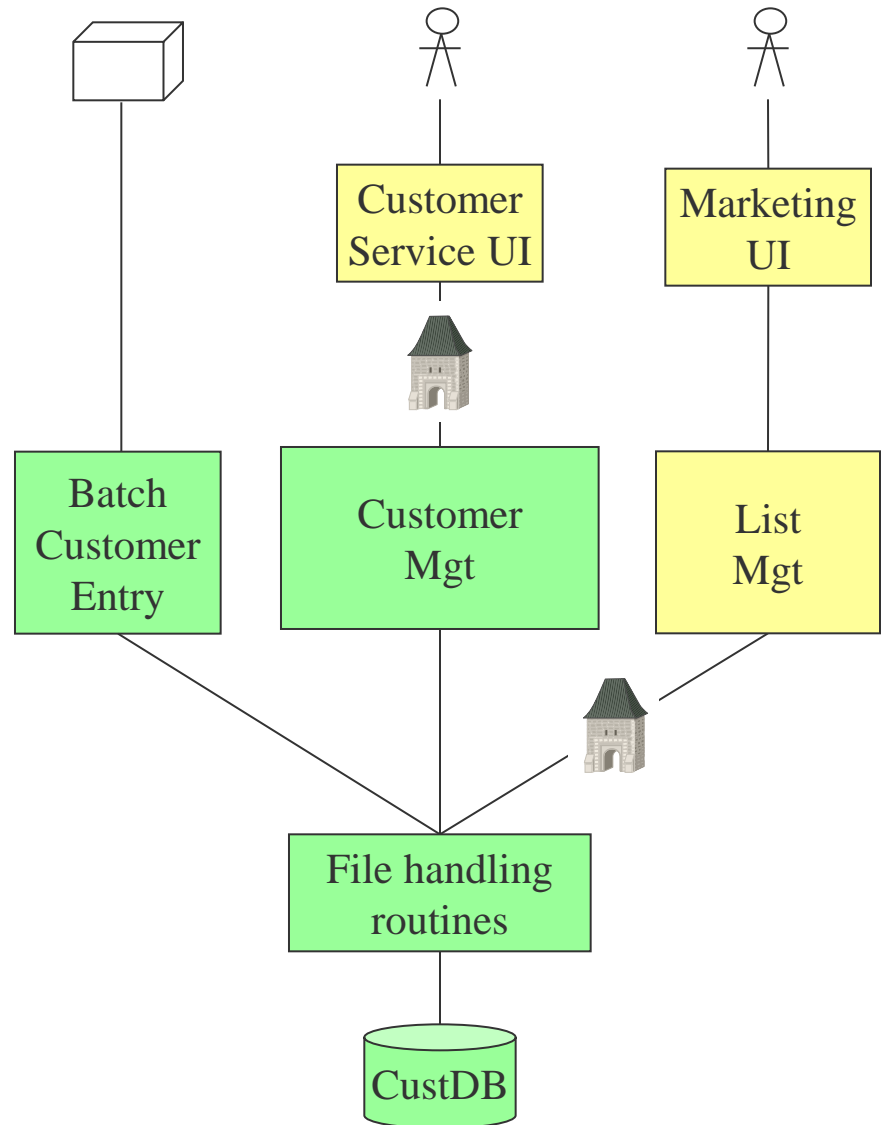 Customer
Service UI
Marketing
UI
Batch
Customer
Entry
Customer
Mgt
List
Mgt
File handling
routines
CustDB